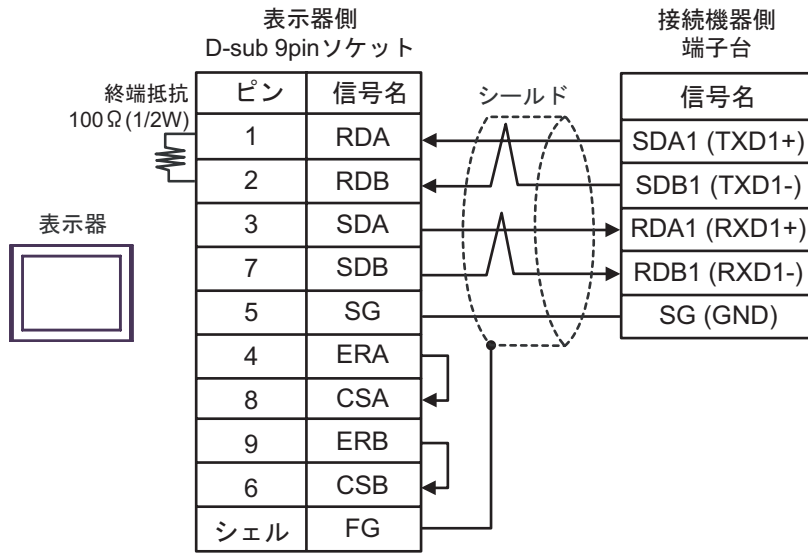 表示器側
D-sub 9pinソケット
接続機器側
端子台
終端抵抗
100Ω(1/2W)
シールド
表示器
ピン 信号名
1 RDA
2 RDB
3 SDA
7 SDB
5 SG
4 ERA
8 CSA
9 ERB
6 CSB
シェル FG
信号名
SDA1 (TXD1+)
SDB1 (TXD1-)
RDA1 (RXD1+)
RDB1 (RXD1-)
SG (GND)